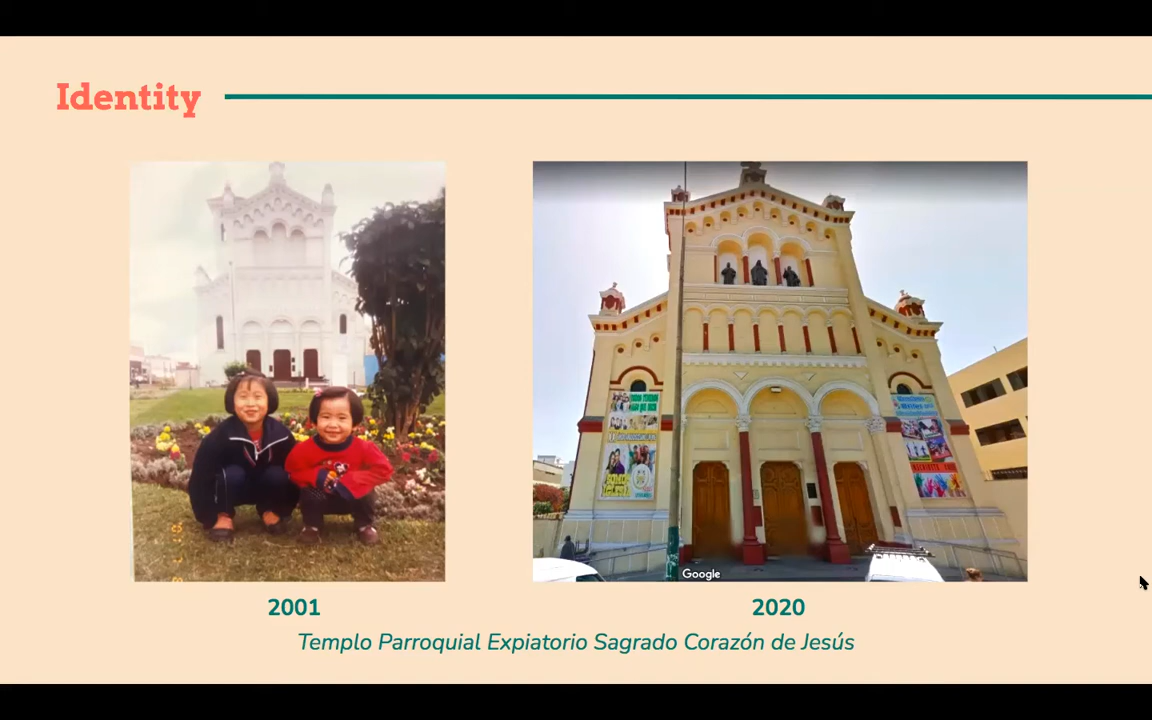 Identity
Google
2001
2020
Templo Parroquial Expiatorio Sagrado Corazón de Jesús